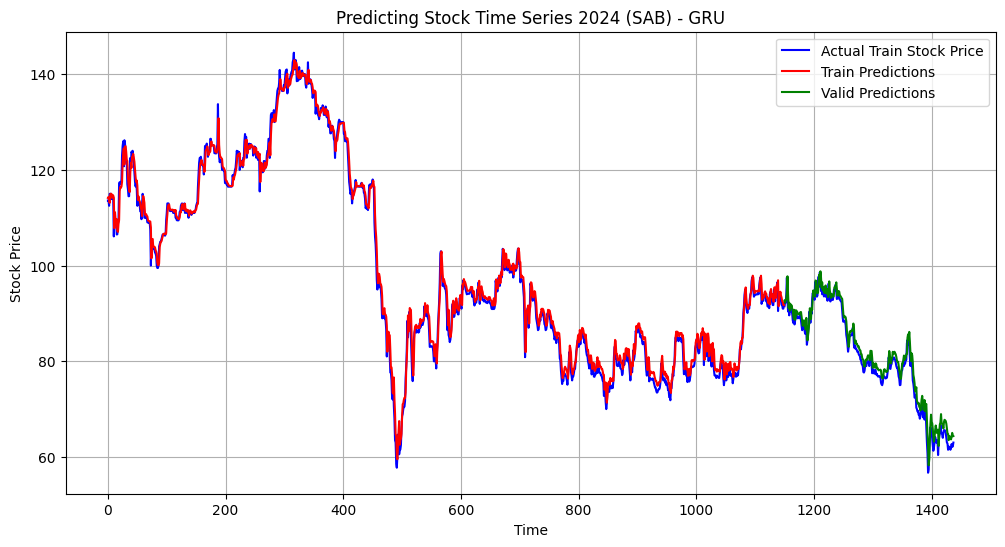 Predicting Stock Time Series 2024 (SAB) - GRU
Actual Train Stock Price
Train Predictions
Valid Predictions
Stock Price
140
120
100
80
60
0 200 400 600 800 1000 1200 1400
Time